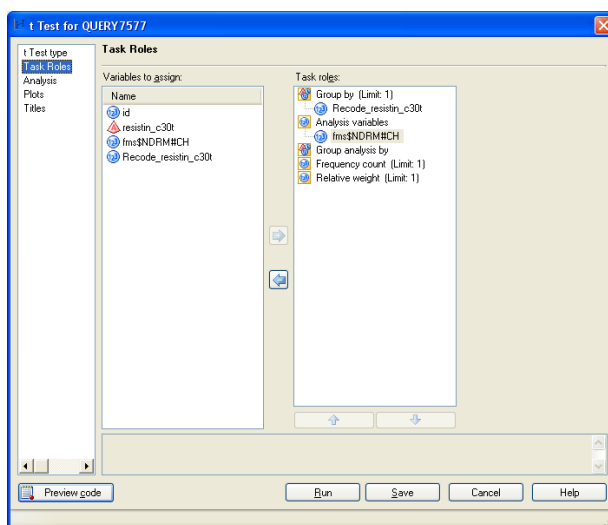 t Test for QUERY7577
t Test type
Task Roles
Analysis
Plots
Titles
Task Roles
Variables to assign:
Name
id
resistin_c30t
fms$NDRM#CH
Recode_resistin_c30t
Task roles:
Group by (Limit: 1)
Recode_resistin_c30t
Analysis variables
fms$NDRM#CH
Group analysis by
Frequency count (Limit: 1)
Relative weight (Limit: 1)
Preview code
Run
Save
Cancel
Help